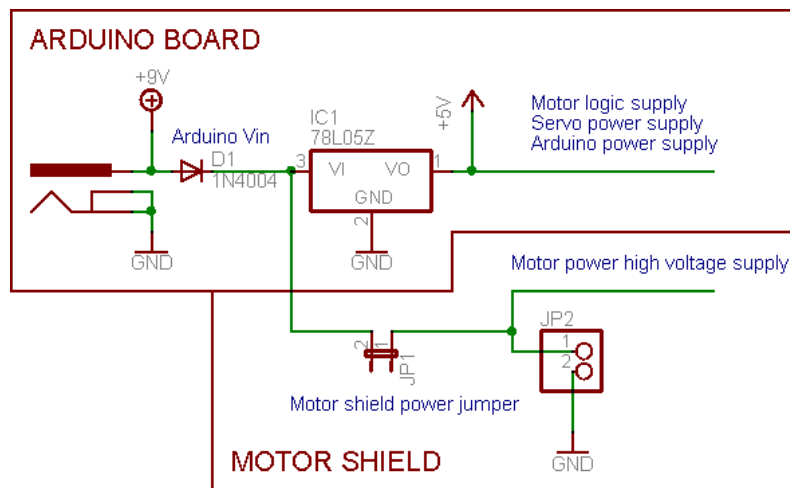 ARDUINO BOARD
+9V
Arduino Vin
D1
1N4004
IC1
78L05Z
3
VI
VO
1
GND
2
+5V
Motor logic supply
Servo power supply
Arduino power supply
GND
GND
Motor power high voltage supply
JP2
1
2
2
1
JP1
Motor shield power jumper
GND
MOTOR SHIELD